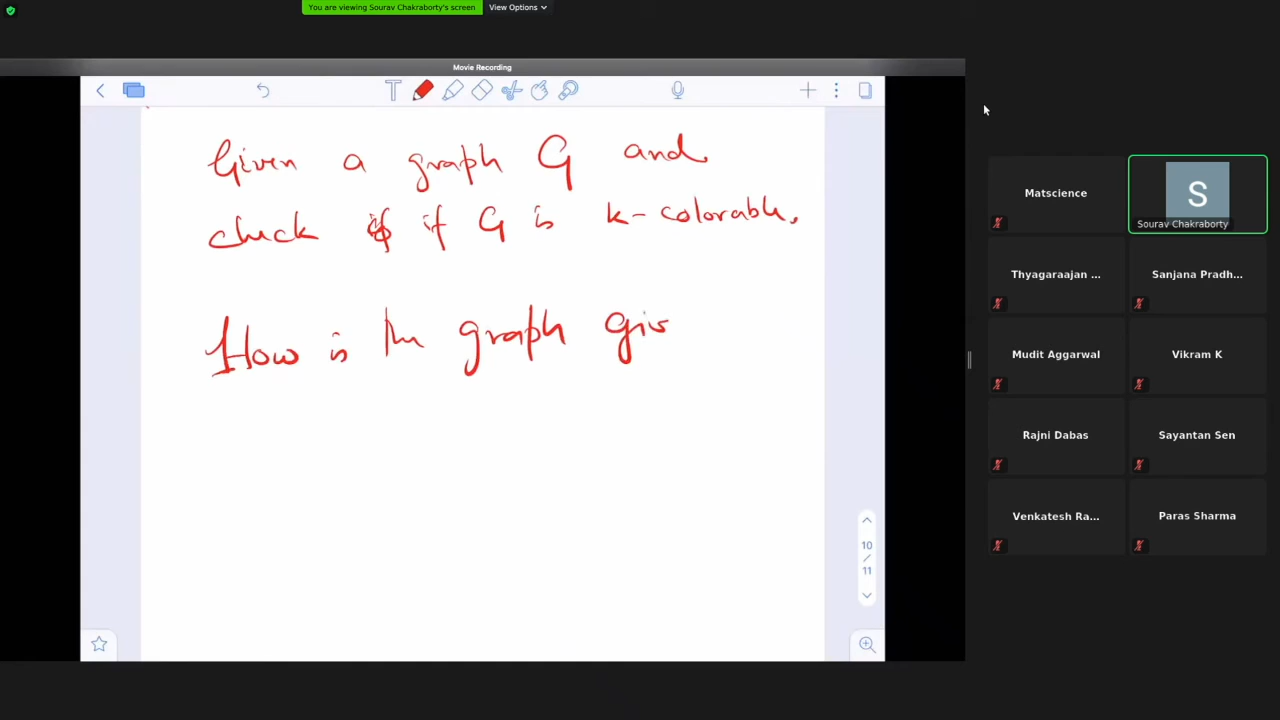 You are viewing Sourav Chakraborty's screen
View Options
Movie Recording
T
Given a graph G and
check if if G is k-colorable.
How is the graph giv
10
/
11
Matscience
S
Sourav Chakraborty
Thyagaraajan ...
Sanjana Pradh...
Mudit Aggarwal
Vikram K
Rajni Dabas
Sayantan Sen
Venkatesh Ra...
Paras Sharma